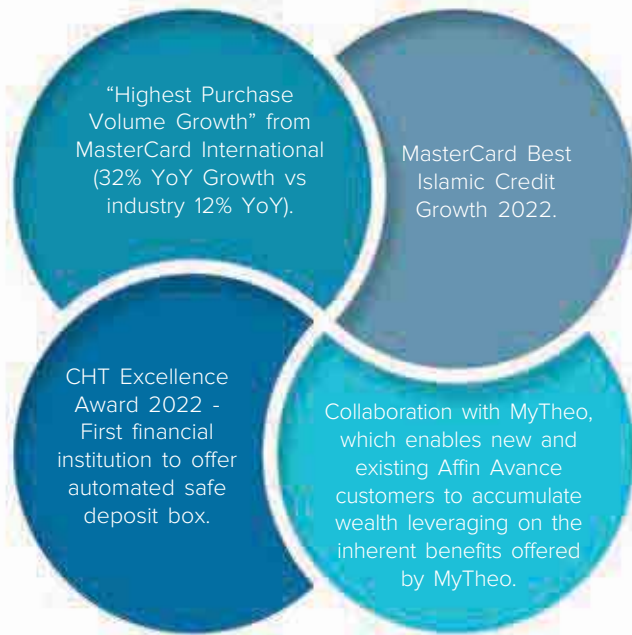 “Highest Purchase
Volume Growth” from
MasterCard International
(32% YoY Growth vs
industry 12% YoY).
MasterCard Best
Islamic Credit
Growth 2022.
CHT Excellence
Award 2022 -
First financial
institution to offer
automated safe
deposit box.
Collaboration with MyTheo,
which enables new and
existing Affin Avance
customers to accumulate
wealth leveraging on the
inherent benefits offered
by MyTheo.